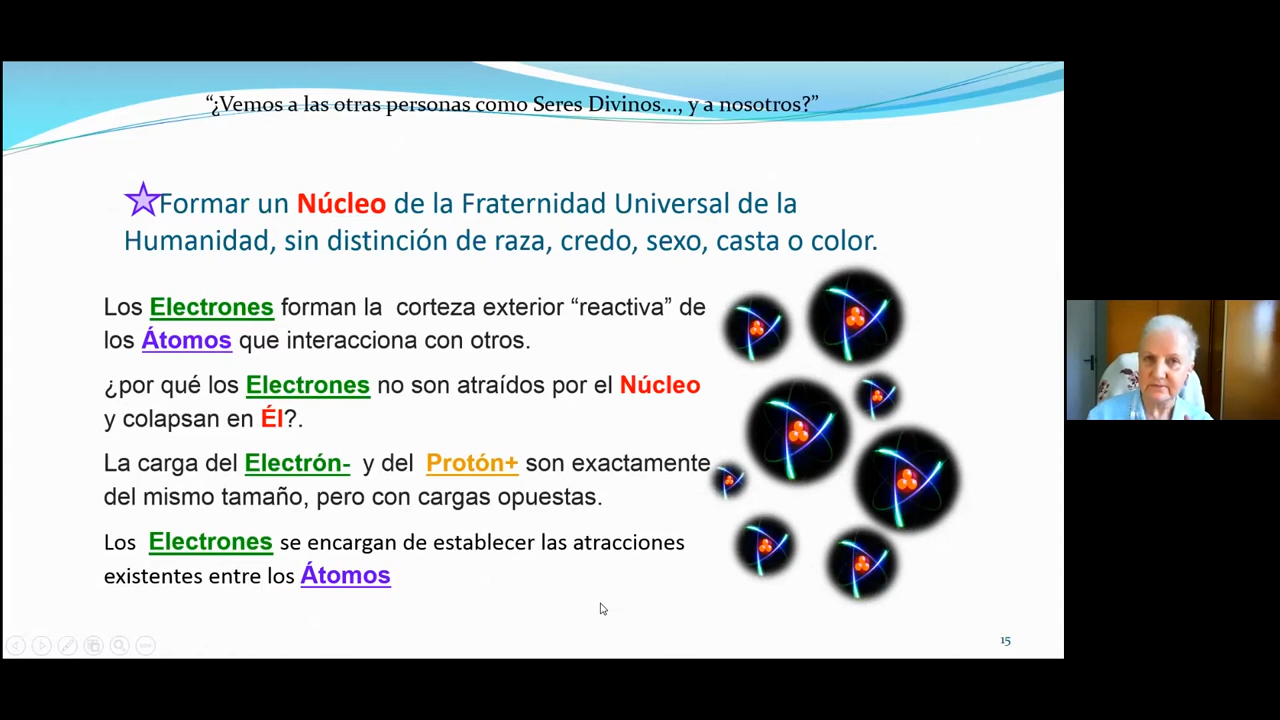 “¿Vemos a las otras personas como Seres Divinos..., y a nosotros?”
Formar un Núcleo de la Fraternidad Universal de la
Humanidad, sin distinción de raza, credo, sexo, casta o color.
Los Electrones forman la corteza exterior “reactiva” de
los Átomos que interacciona con otros.
¿por qué los Electrones no son atraídos por el Núcleo
y colapsan en Él?.
La carga del Electrón- y del Protón+ son exactamente
del mismo tamaño, pero con cargas opuestas.
Los Electrones se encargan de establecer las atracciones
existentes entre los Átomos
15